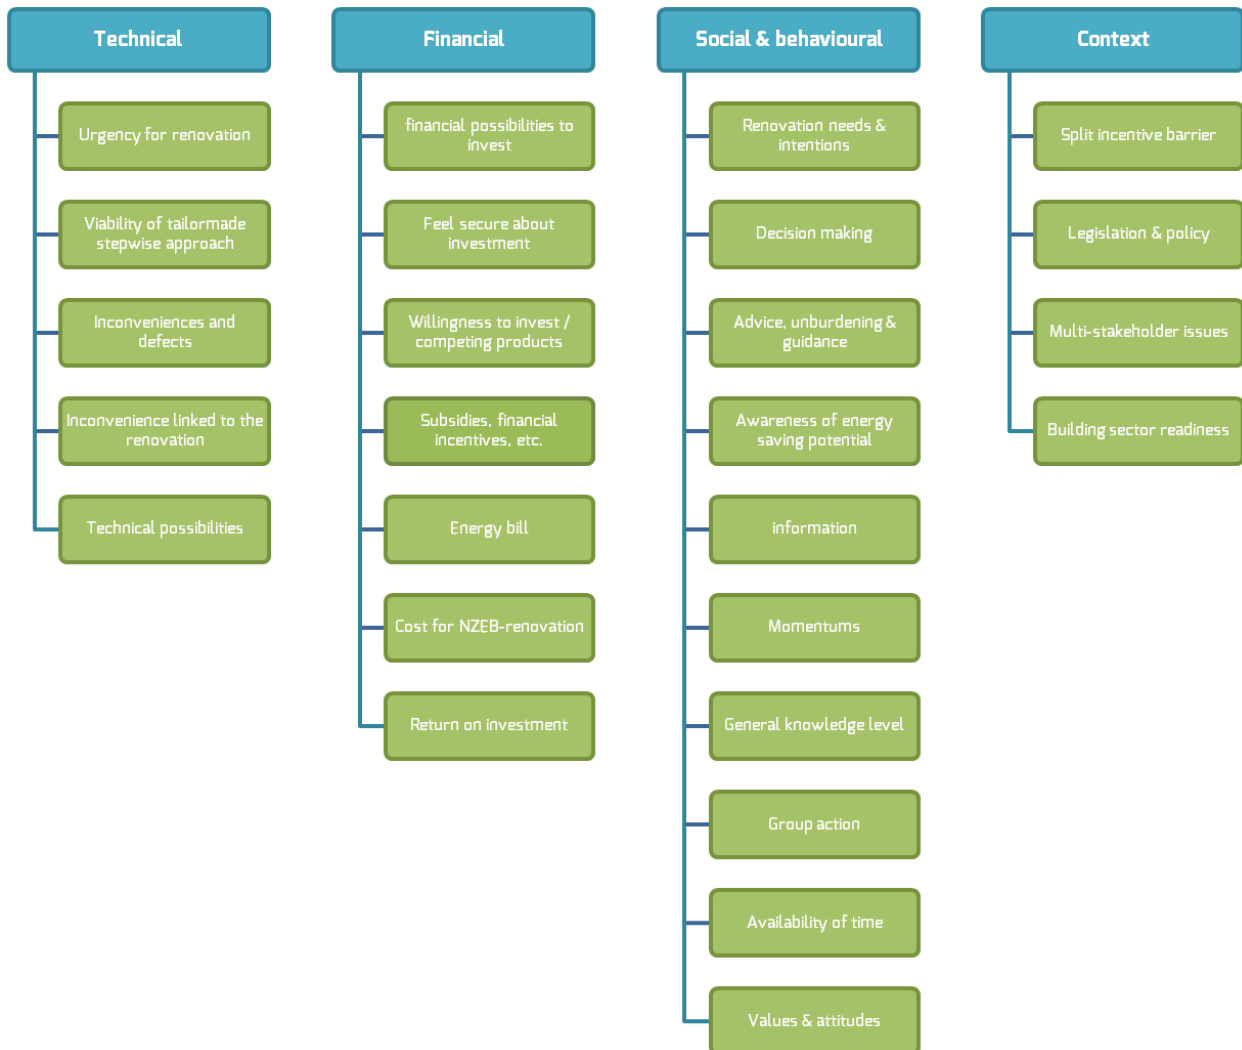 Technical
Urgency for renovation
Viability of tailormade
stepwise approach
Inconveniences and
defects
Inconvenience linked to the
renovation
Technical possibilities
Financial
financial possibilities to
invest
Feel secure about
investment
Willingness to invest /
competing products
Subsidies, financial
incentives, etc.
Energy bill
Cost for NZEB-renovation
Return on investment
Social & behavioural
Renovation needs &
intentions
Decision making
Advice, unburdening &
guidance
Awareness of energy
saving potential
information
Momentums
General knowledge level
Group action
Availability of time
Values & attitudes
Context
Split incentive barrier
Legislation & policy
Multi-stakeholder issues
Building sector readiness